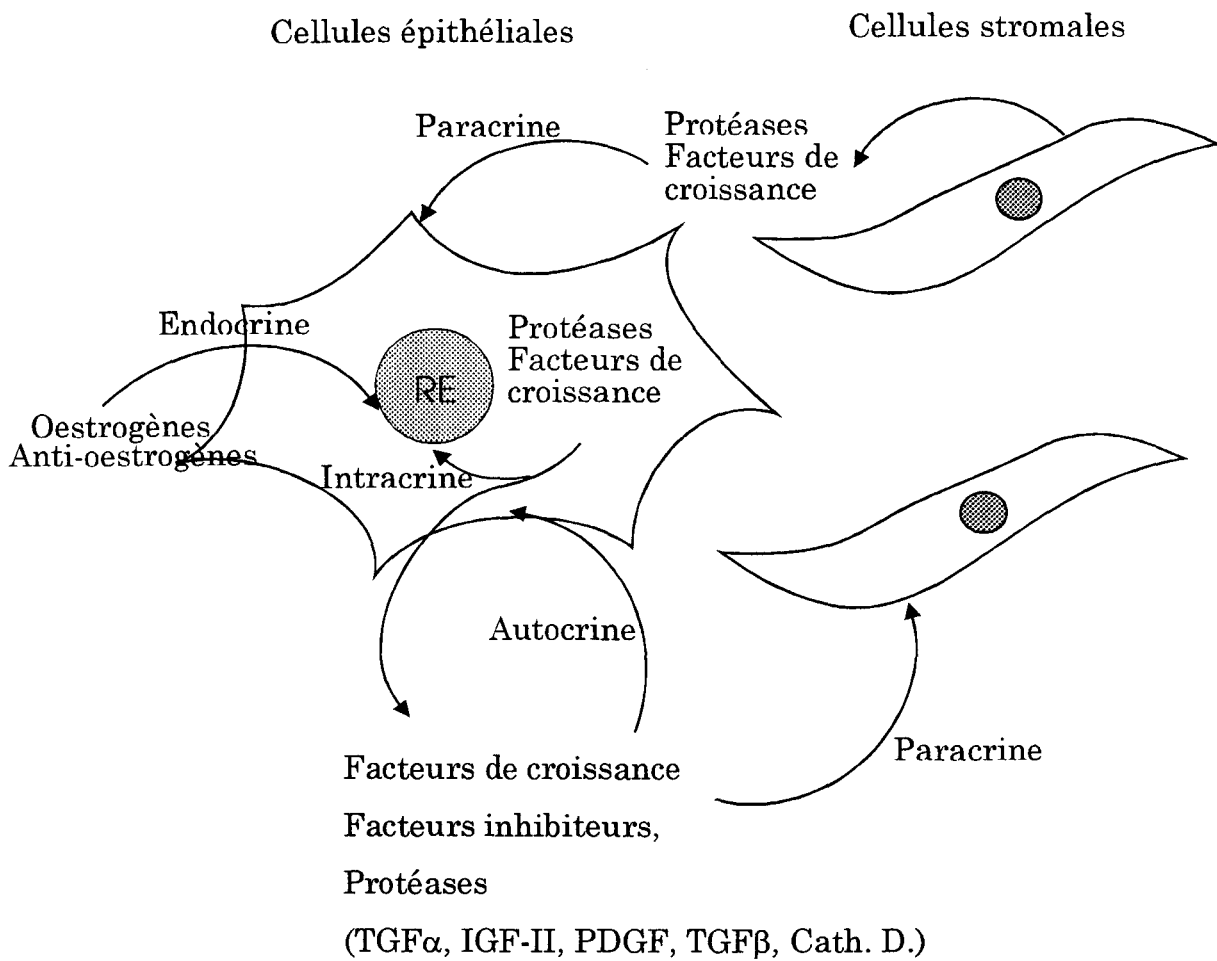 Cellules épithéliales
Cellules stromales
Paracrine
Protéases
Facteurs de
croissance
Endocrine
Protéases
Facteurs de
croissance
RE
Oestrogènes
Anti-oestrogènes
Intracrine
Autocrine
Paracrine
Facteurs de croissance
Facteurs inhibiteurs,
Protéases
(TGFα, IGF-II, PDGF, TGFβ, Cath. D.)